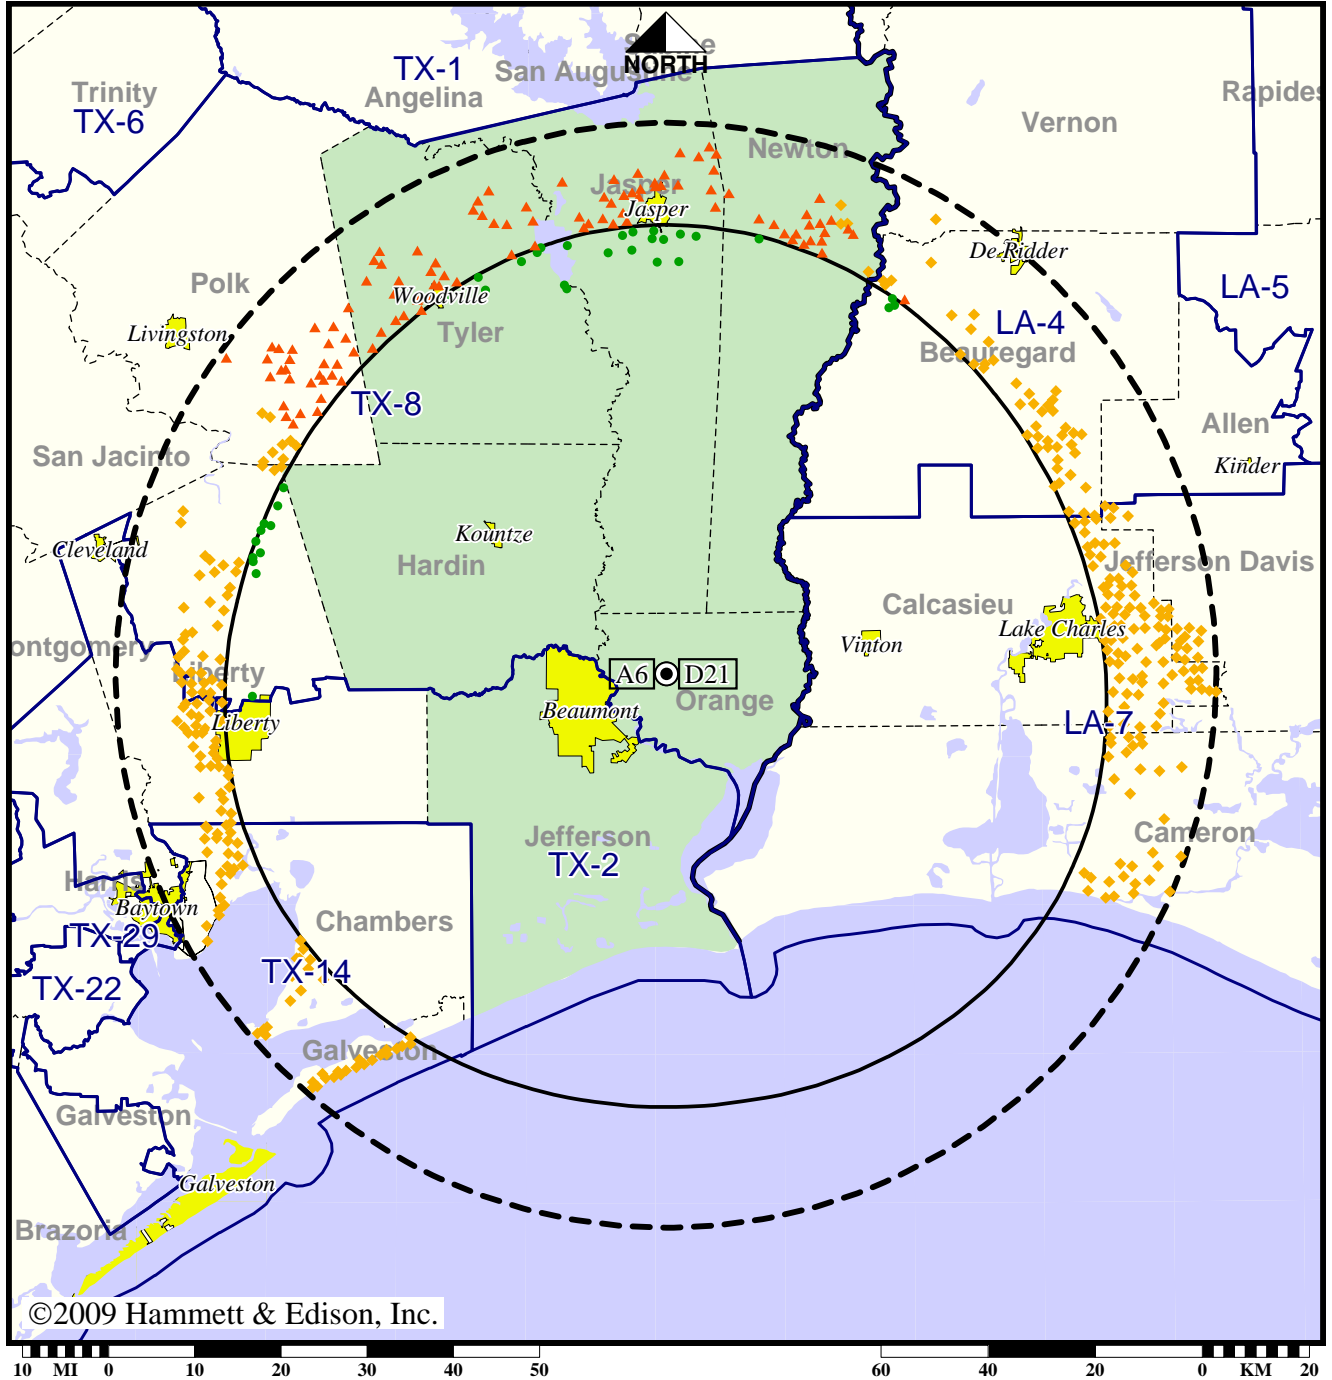 Sabine
NORTH
San Augustine
TX-1
Angelina
Trinity
TX-6
Rapides
Vernon
Newton
Jasper
Jasper
De Ridder
Polk
LA-5
Woodville
Livingston
Tyler
LA-4
Beauregard
TX-8
Allen
San Jacinto
Kinder
Kountze
Cleveland
Hardin
Jefferson Davis
Calcasieu
Lake Charles
Vinton
ontgomery
Liberty
A6
D21
Orange
Beaumont
Liberty
LA-7
Jefferson
TX-2
Cameron
Harris
Baytown
Chambers
TX-29
TX-14
TX-22
Galveston
Galveston
Galveston
Brazoria
©2009 Hammett & Edison, Inc.
10 MI 0 10 20 30 40 50
60 40 20 0 KM 20